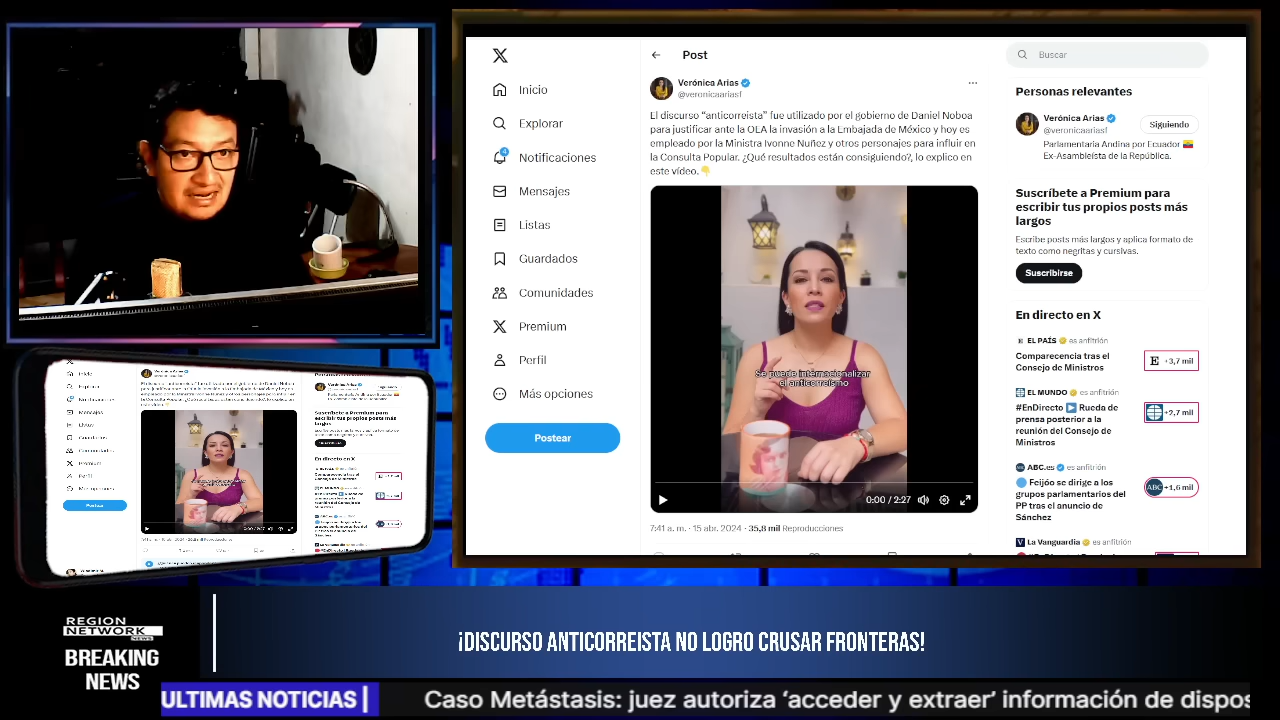 Inicio
Explorar
4
Notificaciones
Mensajes
Listas
Guardados
Comunidades
Premium
Perfil
Más opciones
Postear
Post
Verónica Arias
@veronicaariasf
El discurso “anticorreista” fue utilizado por el gobierno de Daniel Noboa
para justificar ante la OEA la invasión a la Embajada de México y hoy es
empleado por la Ministra Ivonne Nuñez y otros personajes para influir en
la Consulta Popular. ¿Qué resultados están consiguiendo?, lo explico en
este vídeo.👇
Se puede internacionalizar
el anticorreísmo
0:00 / 2:27
7:41 a. m. · 15 abr. 2024 · 35,8 mil Reproducciones
Buscar
Personas relevantes
Verónica Arias
@veronicaariasf
Siguiendo
Parlamentaria Andina por Ecuador 🇪🇨
Ex-Asambleísta de la República.
Suscríbete a Premium para
escribir tus propios posts más
largos
Escribe posts más largos y aplica formato de
texto como negritas y cursivas.
Suscribirse
En directo en X
EL PAÍS es anfitrión
Comparecencia tras el
Consejo de Ministros
E +3,7 mil
EL MUNDO es anfitrión
#EnDirecto ▶️ Rueda de
prensa posterior a la
reunión del Consejo de
Ministros
+2,7 mil
ABC.es es anfitrión
🔵 Feijóo se dirige a los
grupos parlamentarios del
PP tras el anuncio de
Sánchez
ABC +1,6 mil
La Vanguardia es anfitrión
REGION
NETWORK
NEWS
BREAKING
NEWS
¡DISCURSO ANTICORREISTA NO LOGRO CRUSAR FRONTERAS!
ULTIMAS NOTICIAS |
Caso Metástasis: juez autoriza ‘acceder y extraer’ información de dispos